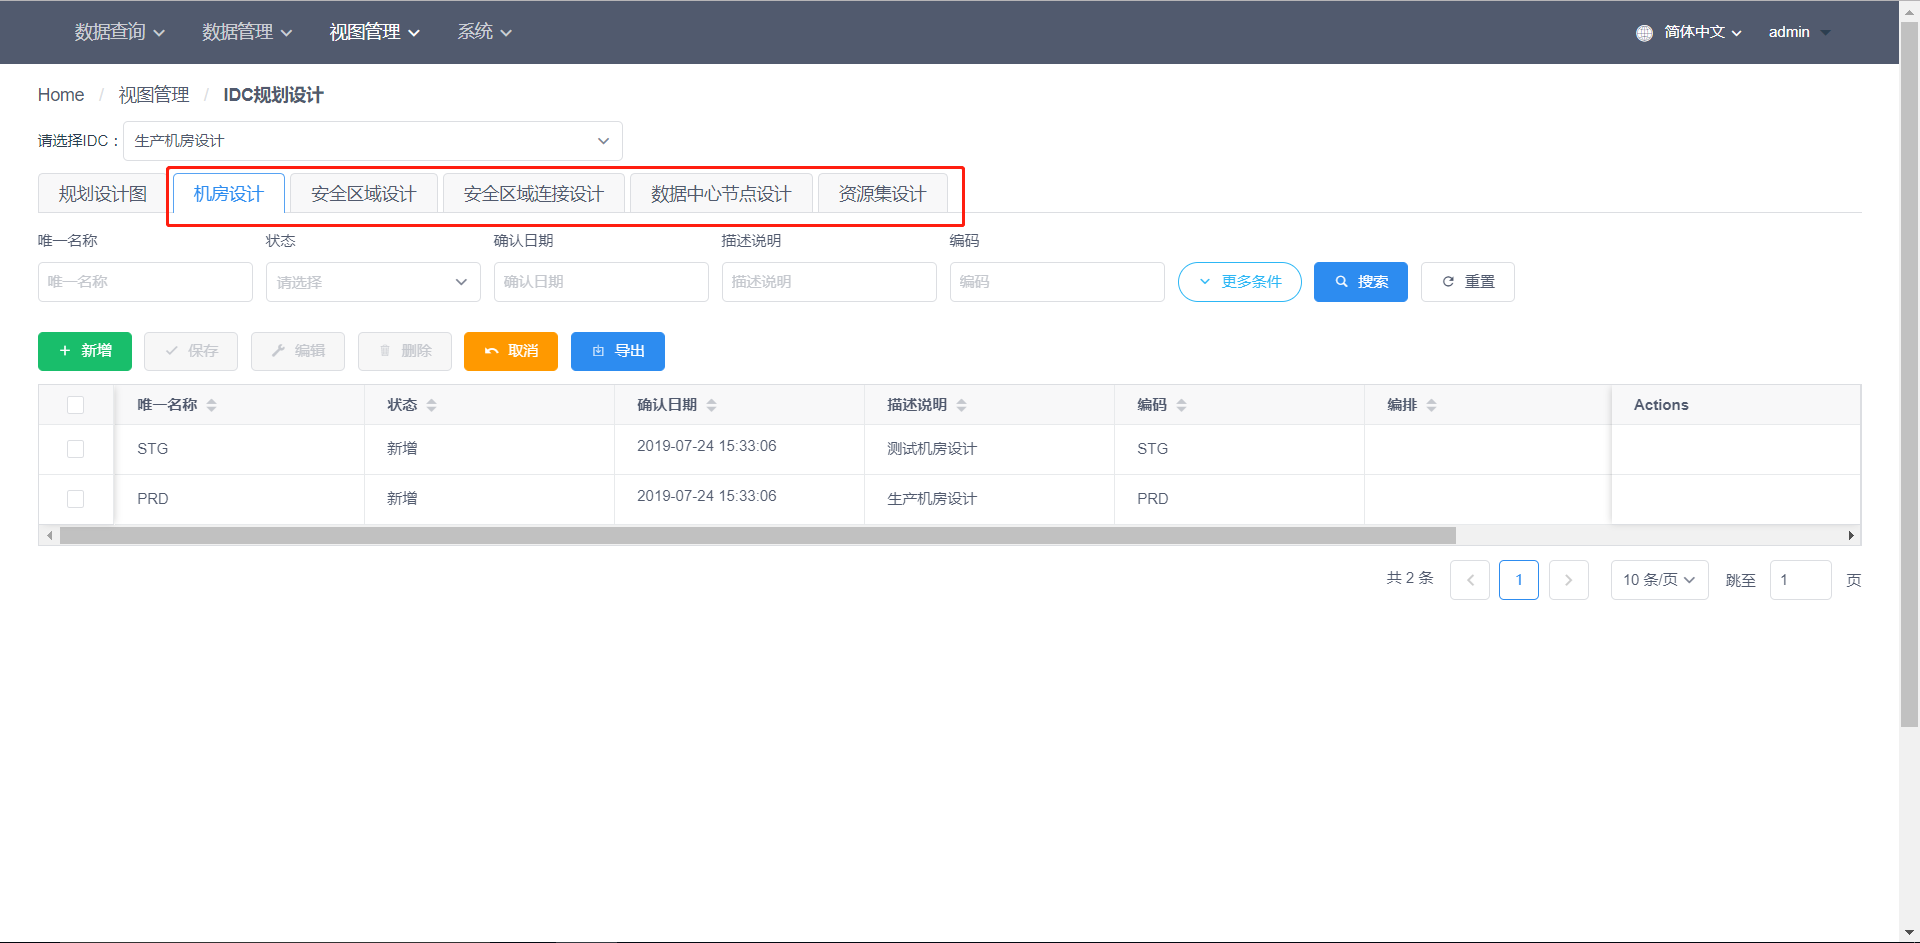 数据查询 数据管理 视图管理 系统 简体中文 admin
Home / 视图管理 / IDC规划设计
请选择IDC： 生产机房设计
规划设计图 机房设计 安全区域设计 安全区域连接设计 数据中心节点设计 资源集设计
唯一名称 状态 确认日期 描述说明 编码
唯一名称 请选择 确认日期 描述说明 编码 更多条件 搜索 重置
新增 保存 编辑 删除 取消 导出
唯一名称 状态 确认日期 描述说明 编码 编排 Actions
STG 新增 2019-07-24 15:33:06 测试机房设计 STG
PRD 新增 2019-07-24 15:33:06 生产机房设计 PRD
共 2 条 1 10 条/页 跳至 1 页